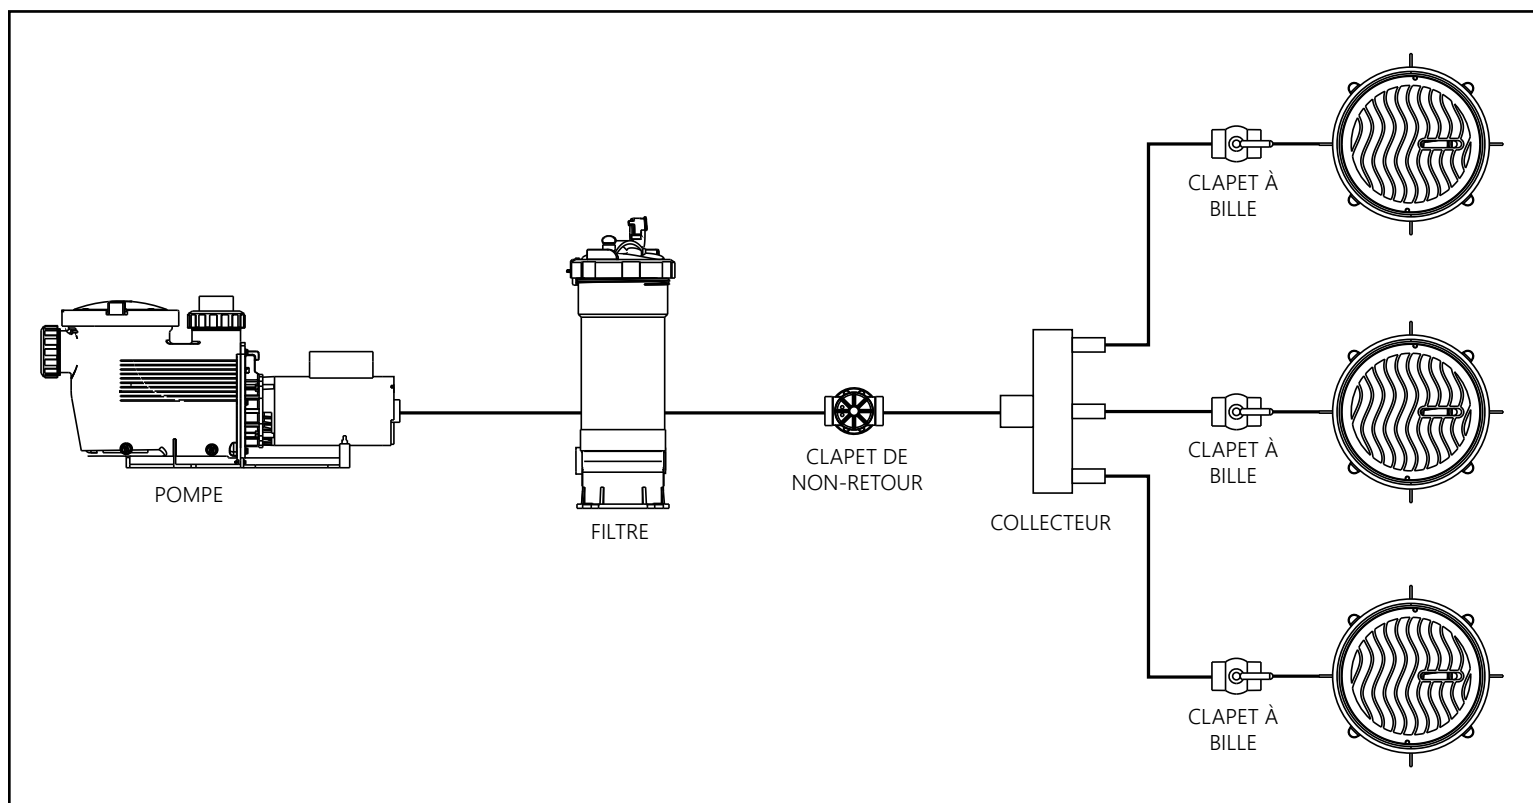 CLAPET À
BILLE
CLAPET DE
NON-RETOUR
CLAPET À
BILLE
POMPE
FILTRE
COLLECTEUR
CLAPET À
BILLE